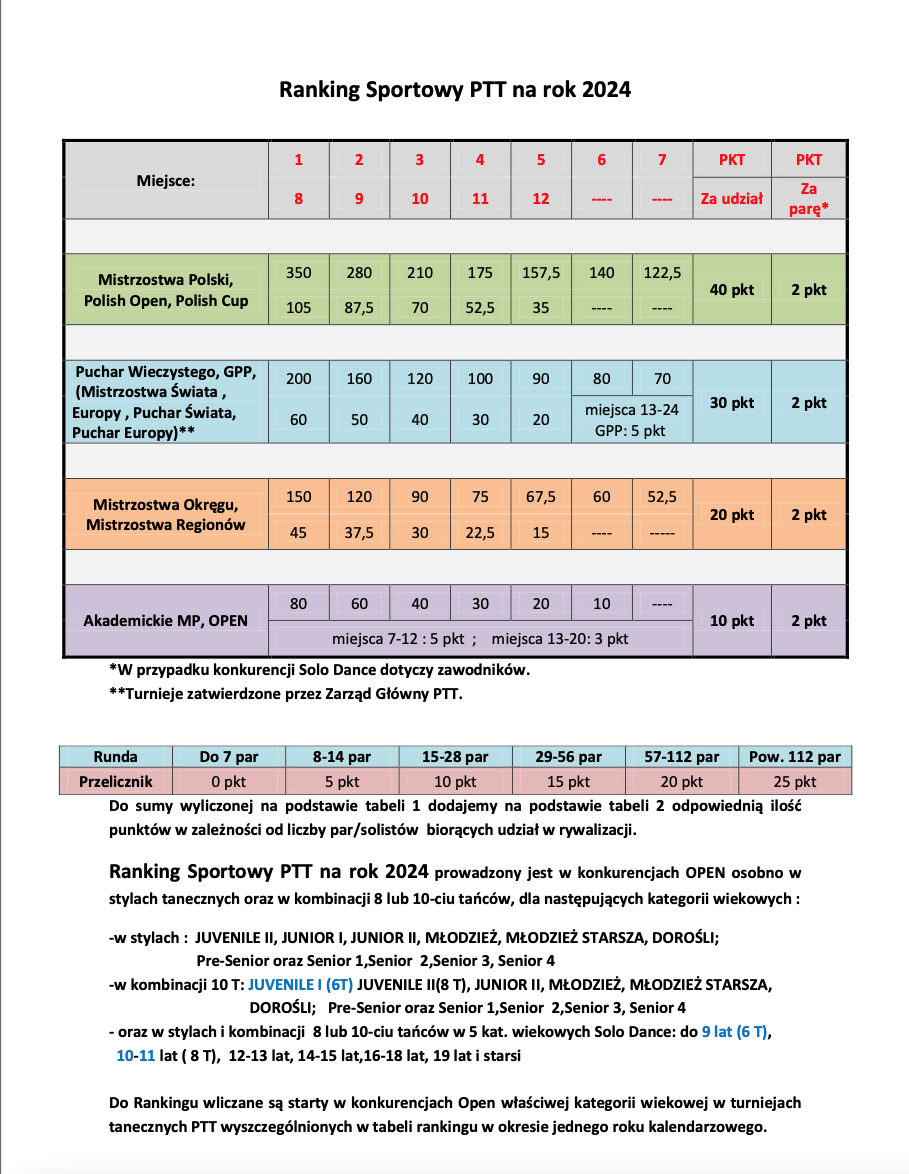 Ranking Sportowy PTT na rok 2024
Miejsce: 1 2 3 4 5 6 7 PKT PKT
8 9 10 11 12 ---- ---- Za udział Za parę*
Mistrzostwa Polski, 350 280 210 175 157,5 140 122,5 40 pkt 2 pkt
Polish Open, Polish Cup 105 87,5 70 52,5 35 ---- ----
Puchar Wieczystego, GPP, 200 160 120 100 90 80 70 30 pkt 2 pkt
(Mistrzostwa Świata ,
Europy , Puchar Świata, 60 50 40 30 20 miejsca 13-24
Puchar Europy)** GPP: 5 pkt
Mistrzostwa Okręgu, 150 120 90 75 67,5 60 52,5 20 pkt 2 pkt
Mistrzostwa Regionów 45 37,5 30 22,5 15 ---- -----
Akademickie MP, OPEN 80 60 40 30 20 10 ---- 10 pkt 2 pkt
miejsca 7-12 : 5 pkt ; miejsca 13-20: 3 pkt
*W przypadku konkurencji Solo Dance dotyczy zawodników.
**Turnieje zatwierdzone przez Zarząd Główny PTT.
Runda Do 7 par 8-14 par 15-28 par 29-56 par 57-112 par Pow. 112 par
Przelicznik 0 pkt 5 pkt 10 pkt 15 pkt 20 pkt 25 pkt
Do sumy wyliczonej na podstawie tabeli 1 dodajemy na podstawie tabeli 2 odpowiednią ilość
punktów w zależności od liczby par/solistów biorących udział w rywalizacji.
Ranking Sportowy PTT na rok 2024 prowadzony jest w konkurencjach OPEN osobno w
stylach tanecznych oraz w kombinacji 8 lub 10-ciu tańców, dla następujących kategorii wiekowych :
-w stylach : JUVENILE II, JUNIOR I, JUNIOR II, MŁODZIEŻ, MŁODZIEŻ STARSZA, DOROŚLI;
Pre-Senior oraz Senior 1,Senior 2,Senior 3, Senior 4
-w kombinacji 10 T: JUVENILE I (6T) JUVENILE II(8 T), JUNIOR II, MŁODZIEŻ, MŁODZIEŻ STARSZA,
DOROŚLI; Pre-Senior oraz Senior 1,Senior 2,Senior 3, Senior 4
- oraz w stylach i kombinacji 8 lub 10-ciu tańców w 5 kat. wiekowych Solo Dance: do 9 lat (6 T),
10-11 lat ( 8 T), 12-13 lat, 14-15 lat,16-18 lat, 19 lat i starsi
Do Rankingu wliczane są starty w konkurencjach Open właściwej kategorii wiekowej w turniejach
tanecznych PTT wyszczególnionych w tabeli rankingu w okresie jednego roku kalendarzowego.